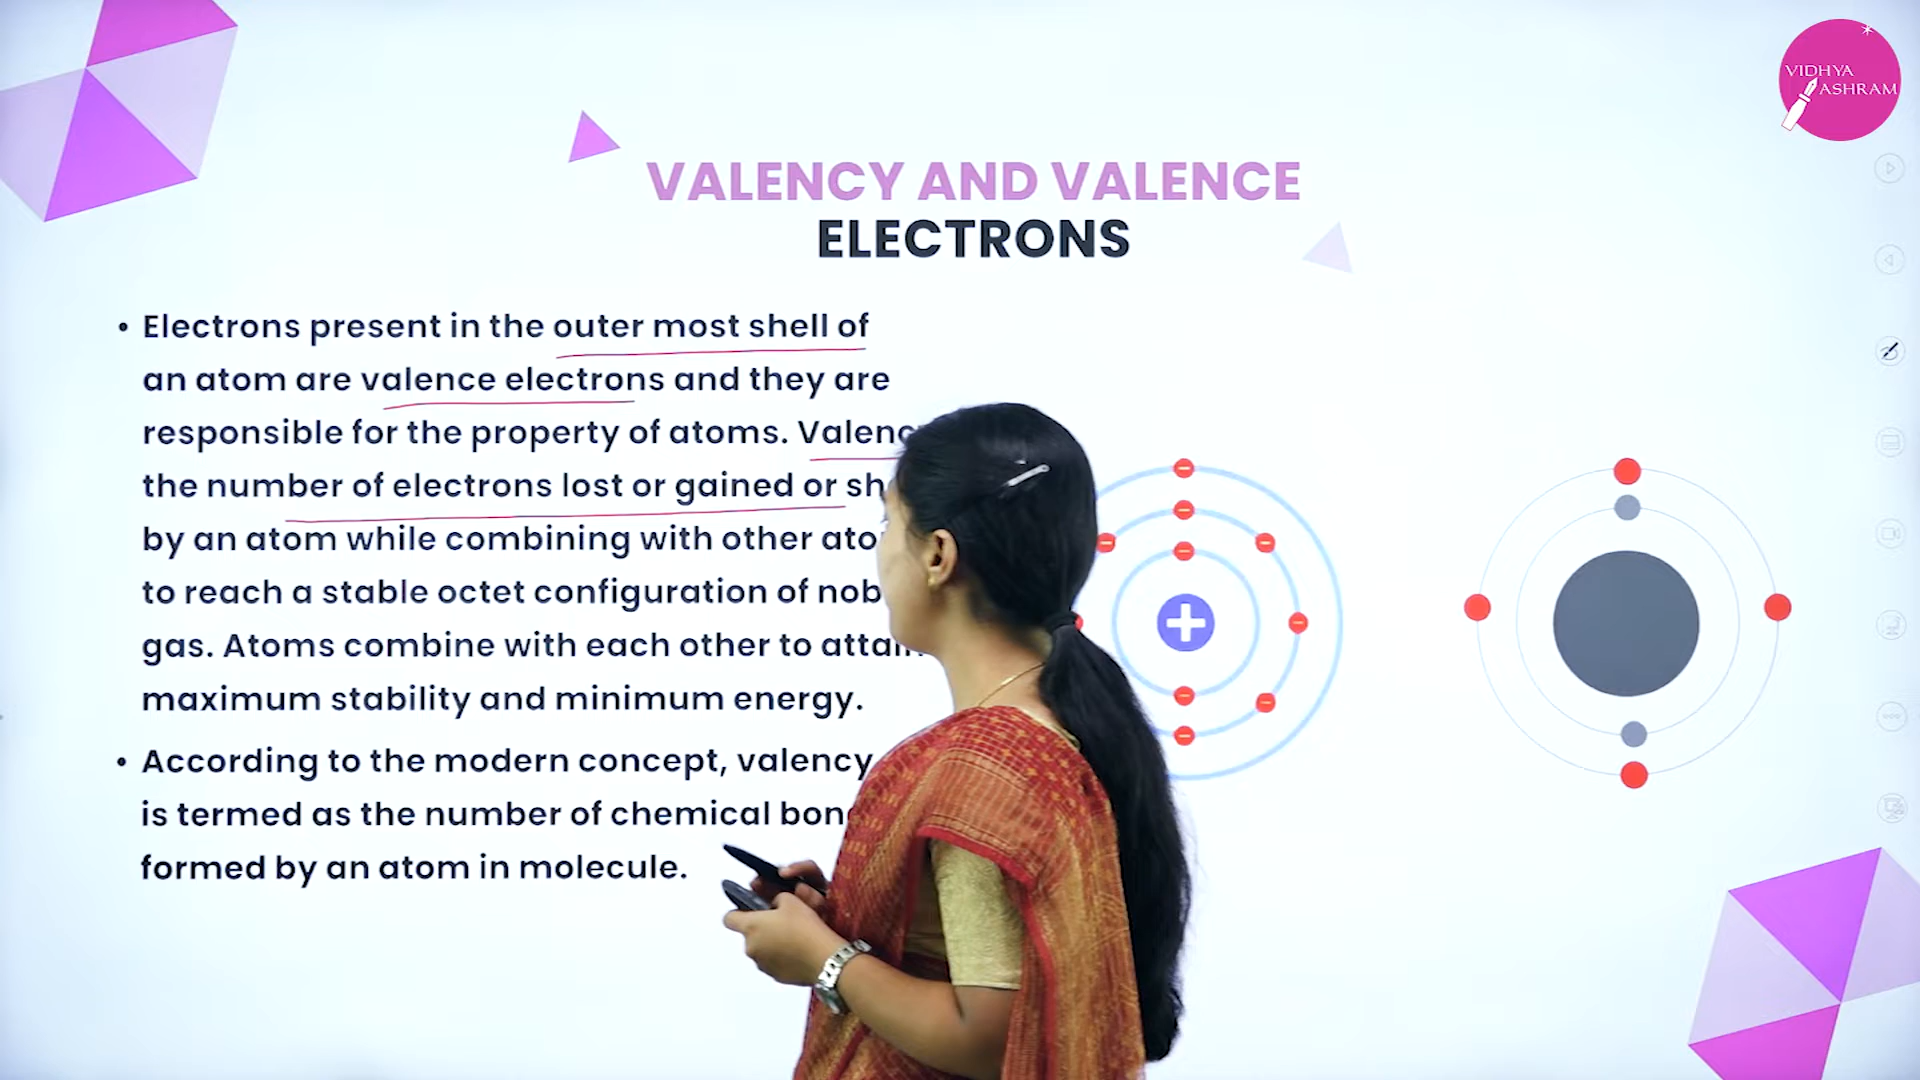 VIDHYA
ASHRAM
VALENCY AND VALENCE
ELECTRONS
• Electrons present in the outer most shell of
an atom are valence electrons and they are
responsible for the property of atoms.
the number of electrons lost or gained or
by an atom while combining with other
to reach a stable octet configuration of
gas. Atoms combine with each other to
maximum stability and minimum energy.
• According to the modern concept, valency
is termed as the number of chemical
formed by an atom in molecule.